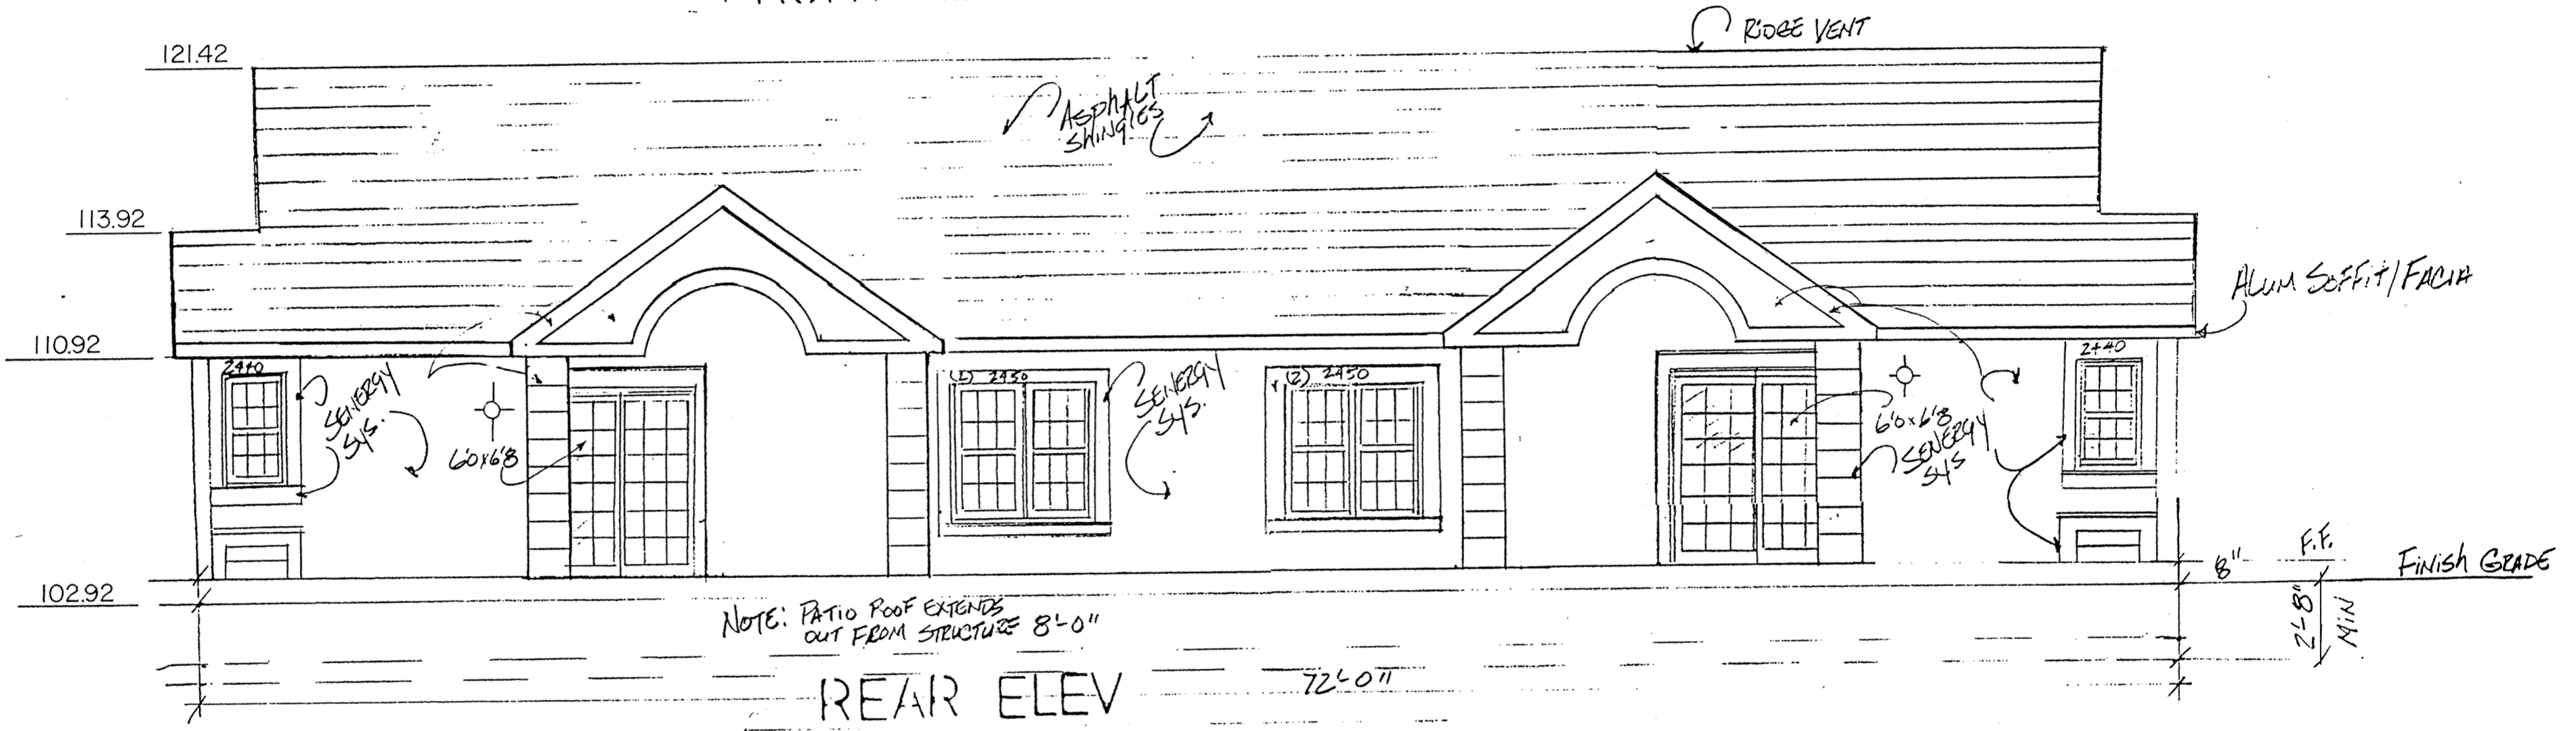 RIDGE VENT
121.42
ASPHALT
SHINGLES
113.92
ALUM SOFFIT/FACIA
110.92
2440
SENERGY
SYS.
6'0x6'8
(2) 2450
SENERGY
SYS.
(2) 2450
6'0x6'8
SENERGY
SYS
2440
8"
F.F.
FINISH GRADE
102.92
NOTE: PATIO ROOF EXTENDS
OUT FROM STRUCTURE 8'-0"
2'-8"
MIN
REAR ELEV
72'-0"